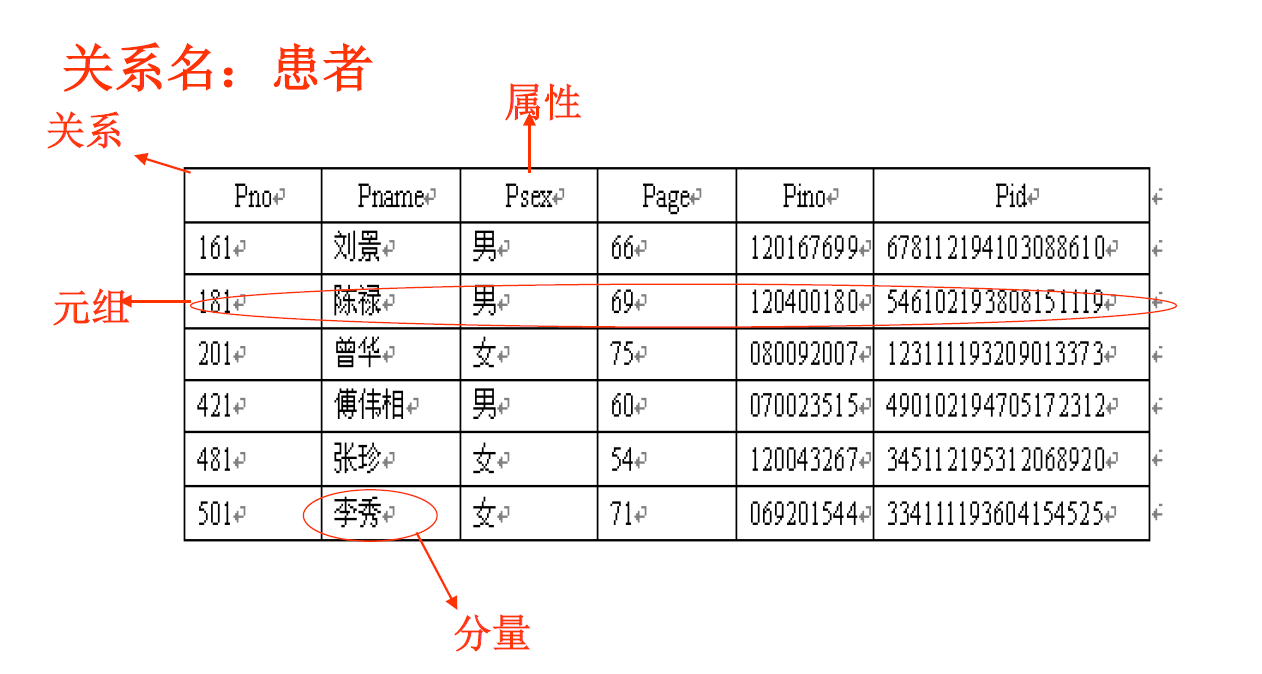 关系名：患者
关系
属性
Pno Pname Psex Page Pino Pid
161 刘景 男 66 120167699 678112194103088610
元组
181 陈禄 男 69 120400180 546102193808151119
201 曾华 女 75 080092007 123111193209013373
421 傅伟相 男 60 070023515 490102194705172312
481 张珍 女 54 120043267 345112195312068920
501 李秀 女 71 069201544 334111193604154525
分量